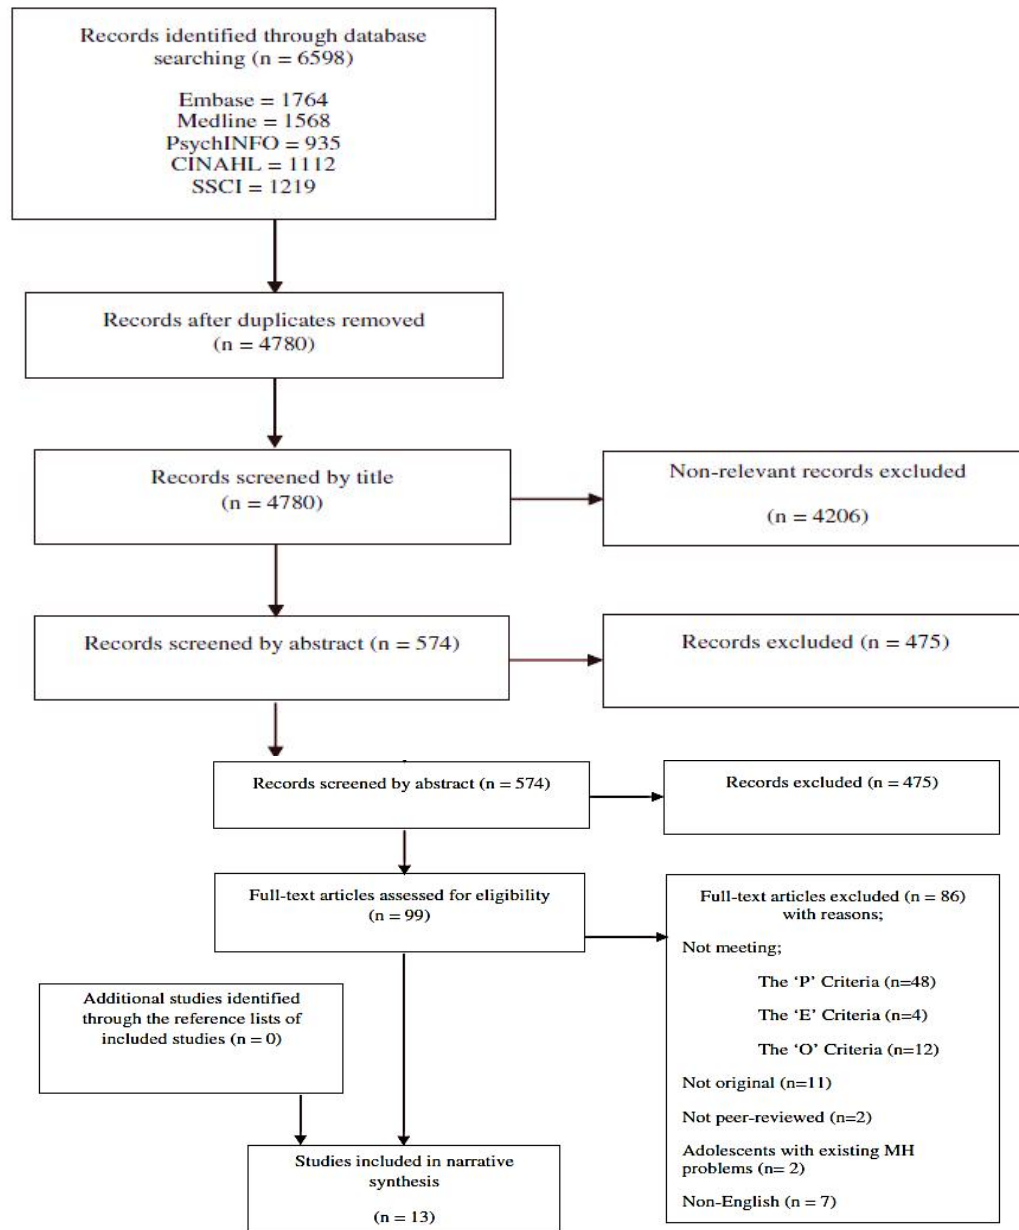 Records identified through database
searching (n = 6598)
Embase = 1764
Medline = 1568
PsychINFO = 935
CINAHL = 1112
SSCI = 1219
Records after duplicates removed
(n = 4780)
Records screened by title
(n = 4780)
Non-relevant records excluded
(n = 4206)
Records screened by abstract (n = 574)
Records excluded (n = 475)
Records screened by abstract (n = 574)
Records excluded (n = 475)
Full-text articles assessed for eligibility
(n = 99)
Full-text articles excluded (n = 86)
with reasons;
Not meeting;
The ‘P’ Criteria (n=48)
The ‘E’ Criteria (n=4)
The ‘O’ Criteria (n=12)
Not original (n=11)
Not peer-reviewed (n=2)
Adolescents with existing MH
problems (n= 2)
Non-English (n = 7)
Additional studies identified
through the reference lists of
included studies (n = 0)
Studies included in narrative
synthesis
(n = 13)